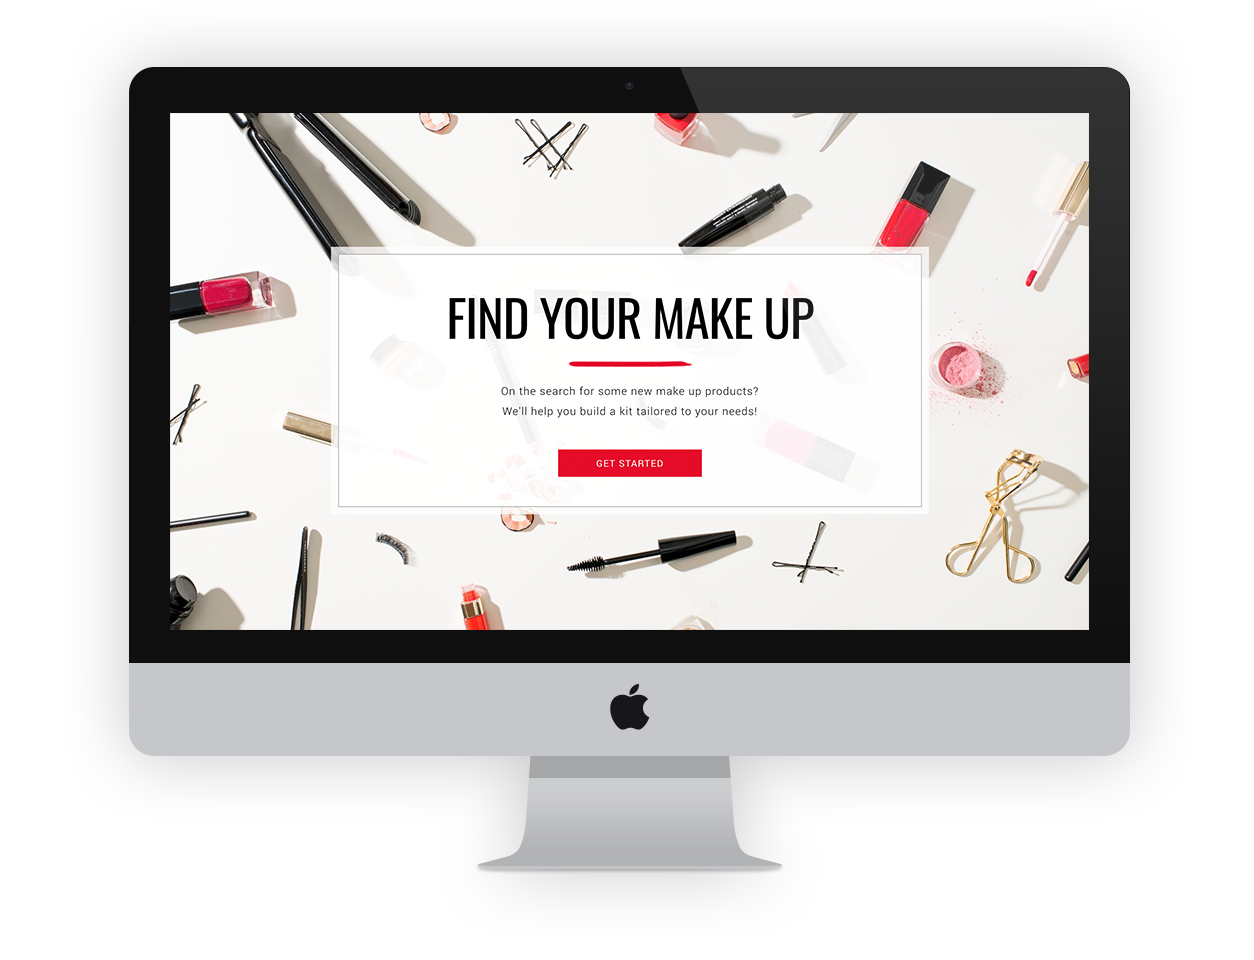 FIND YOUR MAKE UP
On the search for some new make up products?
We'll help you build a kit tailored to your needs!
GET STARTED